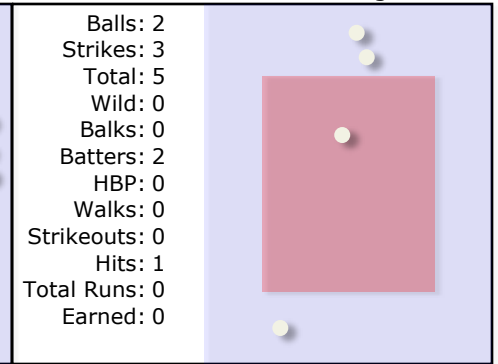 Balls: 2
Strikes: 3
Total: 5
Wild: 0
Balks: 0
Batters: 2
HBP: 0
Walks: 0
Strikeouts: 0
Hits: 1
Total Runs: 0
Earned: 0